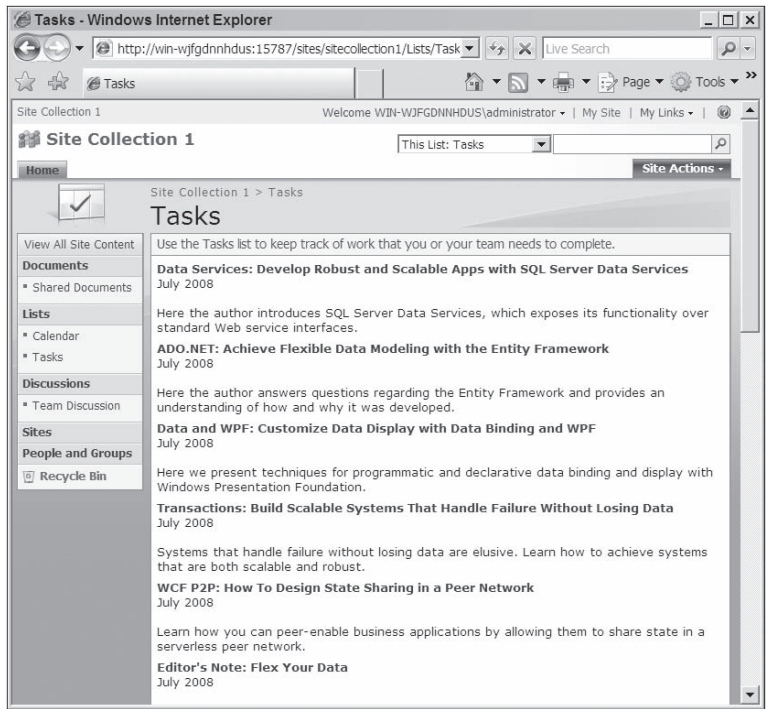 Tasks - Windows Internet Explorer
http://win-wjfgdnnhdus:15787/sites/sitecollection1/Lists/Task
Live Search
Tasks
Page
Tools
Site Collection 1
Welcome WIN-WJFGDNNHDUS\administrator | My Site | My Links |
Site Collection 1
This List: Tasks
Home
Site Actions
Site Collection 1 > Tasks
Tasks
View All Site Content
Documents
Shared Documents
Lists
Calendar
Tasks
Discussions
Team Discussion
Sites
People and Groups
Recycle Bin
Use the Tasks list to keep track of work that you or your team needs to complete.
Data Services: Develop Robust and Scalable Apps with SQL Server Data Services
July 2008
Here the author introduces SQL Server Data Services, which exposes its functionality over
standard Web service interfaces.
ADO.NET: Achieve Flexible Data Modeling with the Entity Framework
July 2008
Here the author answers questions regarding the Entity Framework and provides an
understanding of how and why it was developed.
Data and WPF: Customize Data Display with Data Binding and WPF
July 2008
Here we present techniques for programmatic and declarative data binding and display with
Windows Presentation Foundation.
Transactions: Build Scalable Systems That Handle Failure Without Losing Data
July 2008
Systems that handle failure without losing data are elusive. Learn how to achieve systems
that are both scalable and robust.
WCF P2P: How To Design State Sharing in a Peer Network
July 2008
Learn how you can peer-enable business applications by allowing them to share state in a
serverless peer network.
Editor's Note: Flex Your Data
July 2008